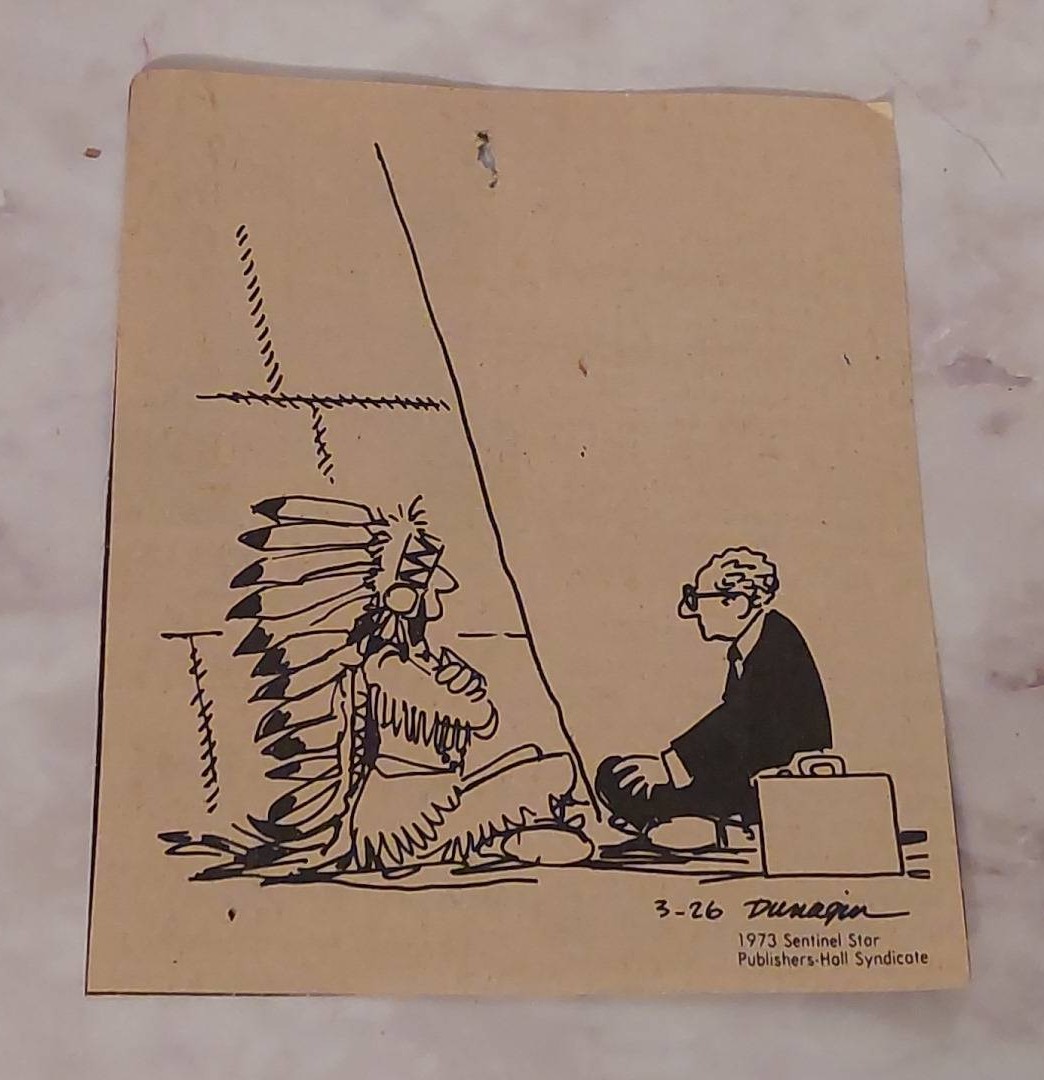 3-26 Dunagin
1973 Sentinel Star
Publishers-Hall Syndicate